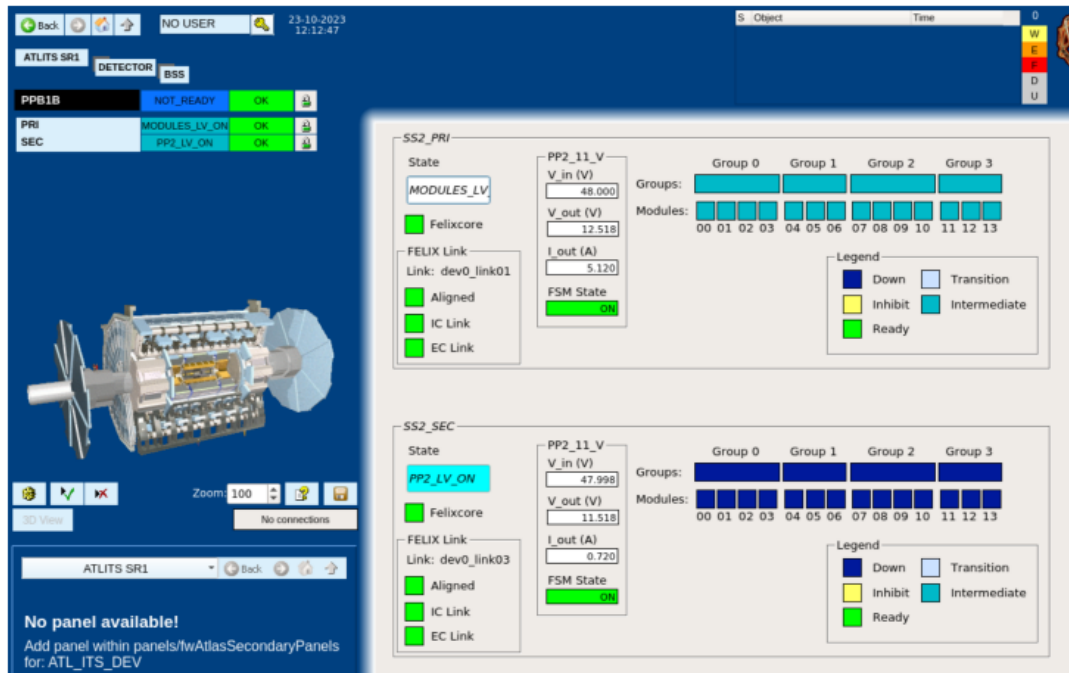 Back NO USER 23-10-2023
12:12:47
S Object Time 0
W
E
F
D
U
ATLITS SR1 DETECTOR BSS
PPB1B NOT_READY OK
PRI MODULES_LV_ON OK
SEC PP2_LV_ON OK
SS2_PRI
State
MODULES_LV_
Felixcore
FELIX Link
Link: dev0_link01
Aligned
IC Link
EC Link
PP2_11_V
V_in (V)
48.000
V_out (V)
12.518
I_out (A)
5.120
FSM State
ON
Group 0 Group 1 Group 2 Group 3
Groups:
Modules:
00 01 02 03 04 05 06 07 08 09 10 11 12 13
Legend
Down Transition
Inhibit Intermediate
Ready
SS2_SEC
State
PP2_LV_ON
Felixcore
FELIX Link
Link: dev0_link03
Aligned
IC Link
EC Link
PP2_11_V
V_in (V)
47.998
V_out (V)
11.518
I_out (A)
0.720
FSM State
ON
Group 0 Group 1 Group 2 Group 3
Groups:
Modules:
00 01 02 03 04 05 06 07 08 09 10 11 12 13
Legend
Down Transition
Inhibit Intermediate
Ready
Zoom: 100
3D View No connections
ATLITS SR1 Back
No panel available!
Add panel within panels/fwAtlasSecondaryPanels
for: ATL_ITS_DEV